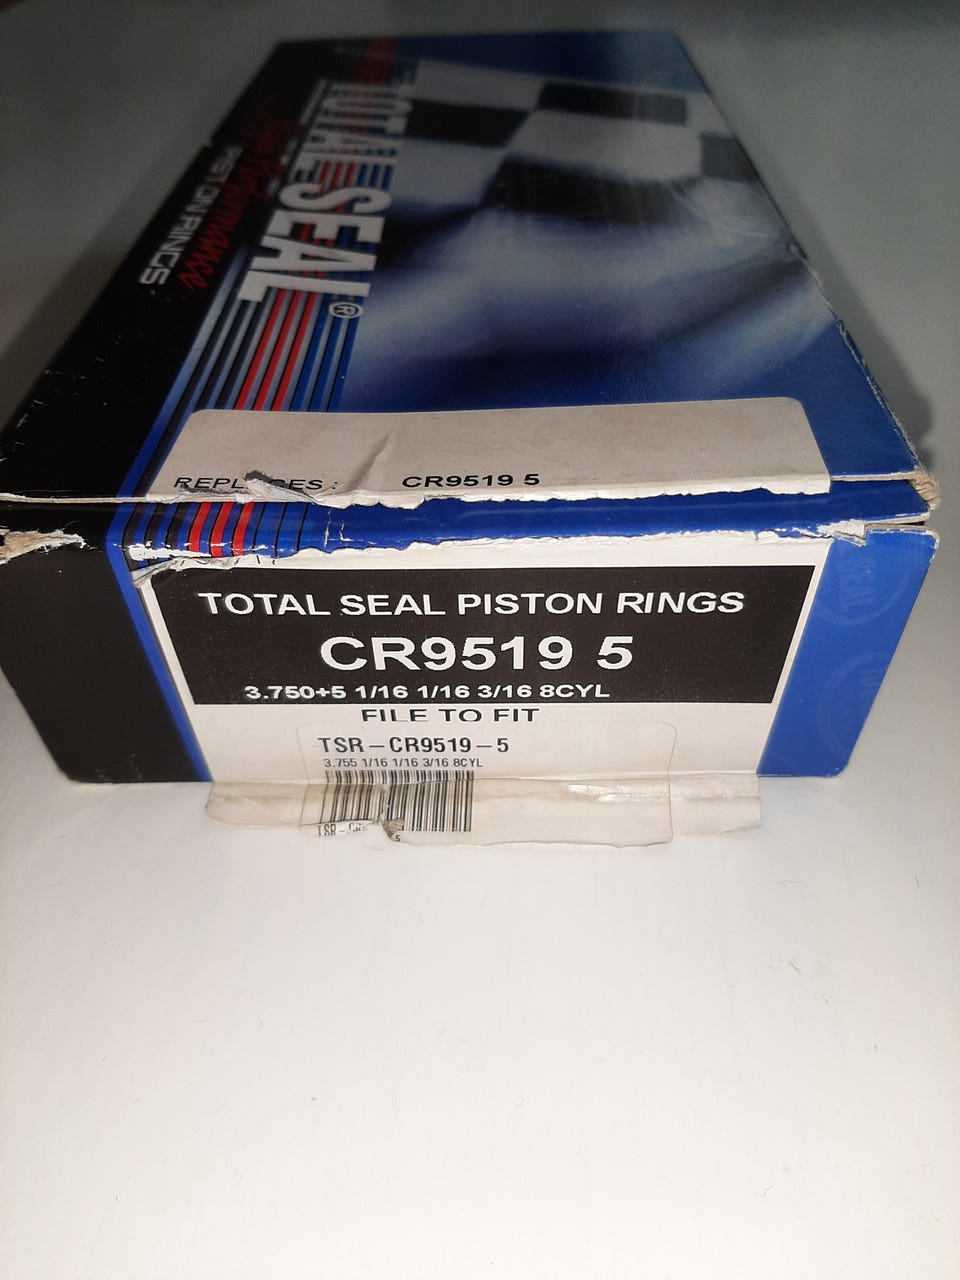 TOTAL SEAL®
High Performance
PISTON RINGS
REPLACES: CR9519 5
TOTAL SEAL PISTON RINGS
CR9519 5
3.750+5 1/16 1/16 3/16 8CYL
FILE TO FIT
TSR-CR9519-5
3.755 1/16 1/16 3/16 8CYL